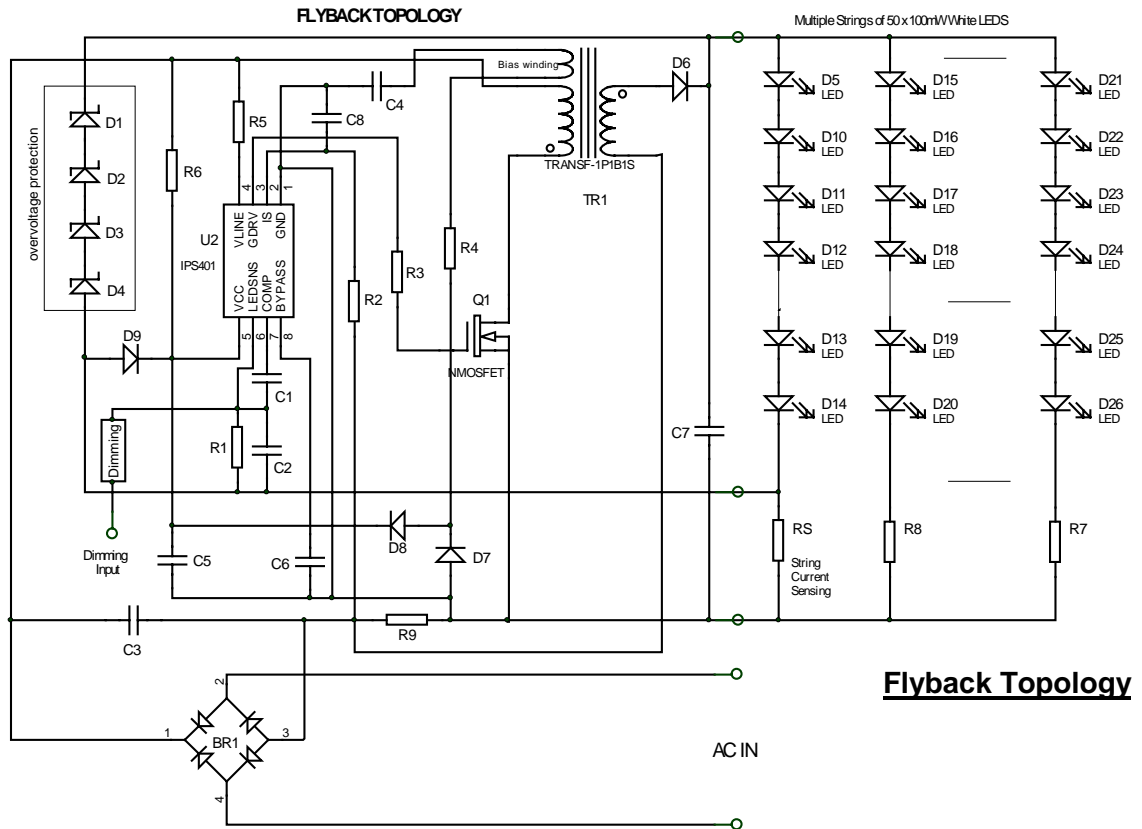 FLYBACK TOPOLOGY
Multiple Strings of 50 x 100mW White LEDS
Bias winding
D6
C4
C8
R5
R6
overvoltage protection
D1
D2
D3
D4
4
3
2
1
U2
IPS401
VLINE
GDRV
IS
GND
VCC
LEDSNS
COMP
BYPASS
5
6
7
8
TRANSF-1P1B1S
TR1
R4
R3
R2
Q1
NMOSFET
D9
C1
R1
C2
Dimming
Dimming
Input
C5
C6
D8
D7
C7
C3
R9
D5
LED
D10
LED
D11
LED
D12
LED
D13
LED
D14
LED
D15
LED
D16
LED
D17
LED
D18
LED
D19
LED
D20
LED
D21
LED
D22
LED
D23
LED
D24
LED
D25
LED
D26
LED
RS
String
Current
Sensing
R8
R7
Flyback Topology
2
1
BR1
3
4
AC IN